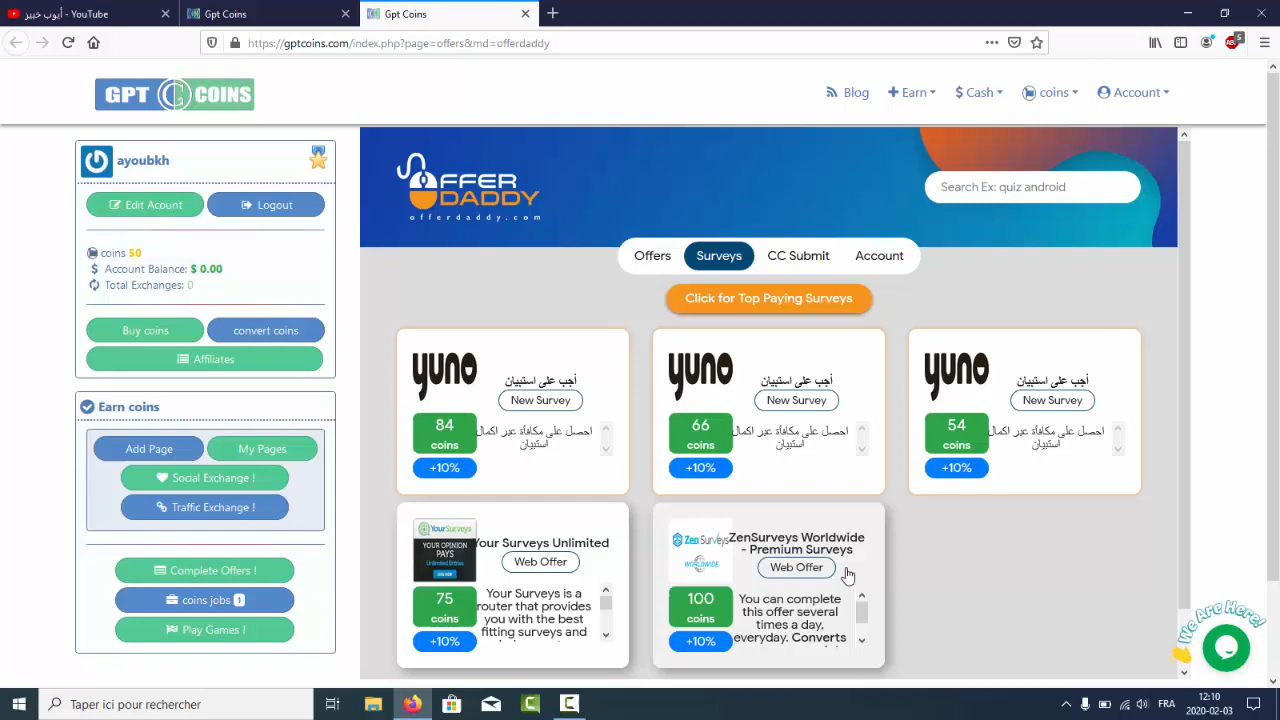 أيوب خبيز - YouTube
Gpt Coins
Gpt Coins
https://gptcoins.com/index.php?page=offers&md=offerdaddy
5
GPT COINS
Blog
Earn
Cash
coins
Account
ayoubkh
Edit Acount
Logout
coins 50
Account Balance: $ 0.00
Total Exchanges: 0
Buy coins
convert coins
Affiliates
Earn coins
Add Page
My Pages
Social Exchange !
Traffic Exchange !
Complete Offers !
coins jobs 1
Play Games !
OFFER
DADDY
offerdaddy.com
Search Ex: quiz android
Offers
Surveys
CC Submit
Account
Click for Top Paying Surveys
yuno
أجب على استبيان
New Survey
84
coins
+10%
احصل على مكافأة عبر اكمال
استبيان
yuno
أجب على استبيان
New Survey
66
coins
+10%
احصل على مكافأة عبر اكمال
استبيان
yuno
أجب على استبيان
New Survey
54
coins
+10%
احصل على مكافأة عبر اكمال
استبيان
YourSurveys
YOUR OPINION
PAYS
Unlimited Entries
Your Surveys Unlimited
Web Offer
75
coins
+10%
Your Surveys is a
router that provides
you with the best
fitting surveys and
Zen Surveys
WORLDWIDE
ZenSurveys Worldwide
- Premium Surveys
Web Offer
100
coins
+10%
You can complete
this offer several
times a day,
everyday. Converts
We Are Here!
Taper ici pour rechercher
FRA
12:10
2020-02-03